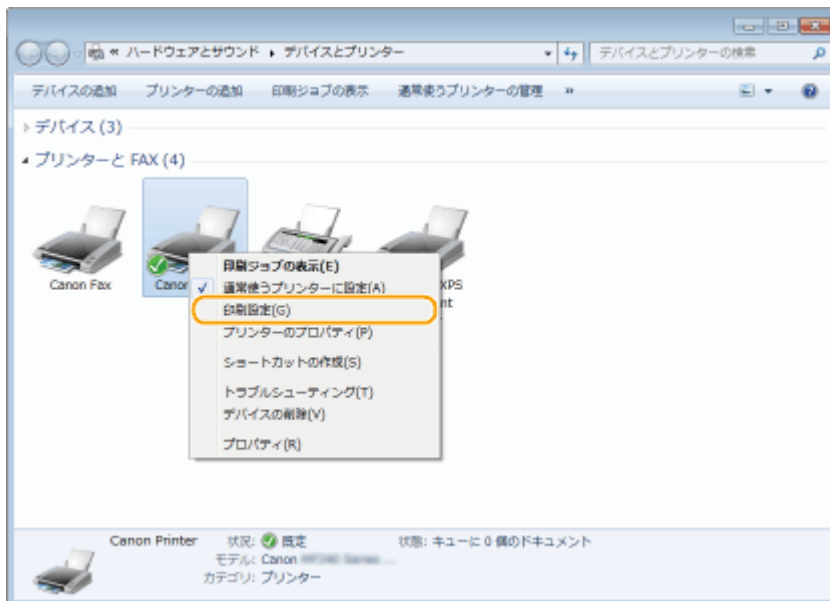 ハードウェアとサウンド ▸ デバイスとプリンター
デバイスとプリンターの検索
デバイスの追加 プリンターの追加 印刷ジョブの表示 通常使うプリンターの管理 »
デバイス (3)
プリンターと FAX (4)
Canon Fax
Canon
XPS
印刷ジョブの表示(E)
通常使うプリンターに設定(A)
印刷設定(G)
プリンターのプロパティ(P)
ショートカットの作成(S)
トラブルシューティング(T)
デバイスの削除(V)
プロパティ(R)
Canon Printer 状況: 既定 状態: キューに 0 個のドキュメント
モデル: Canon ...
カテゴリ: プリンター